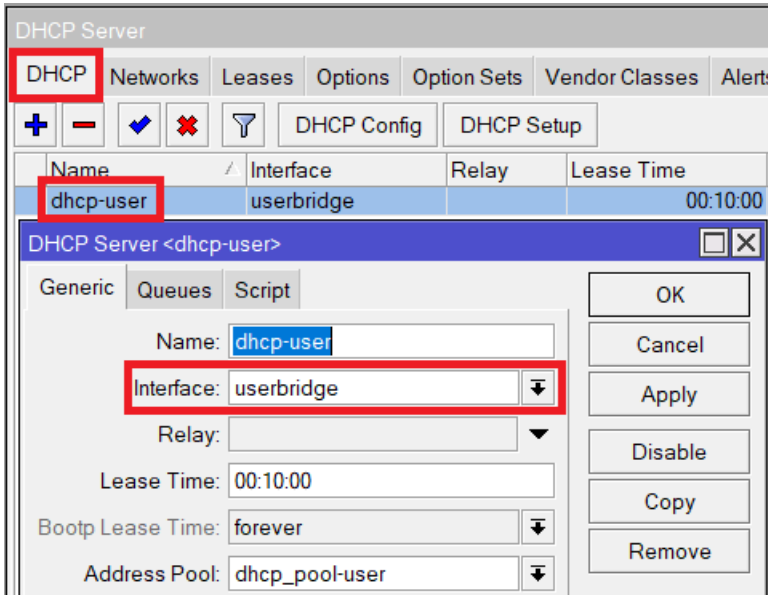 DHCP Server
DHCP Networks Leases Options Option Sets Vendor Classes Alerts
DHCP Config DHCP Setup
Name Interface Relay Lease Time
dhcp-user userbridge 00:10:00
DHCP Server <dhcp-user>
Generic Queues Script
OK
Name: dhcp-user
Cancel
Interface: userbridge
Apply
Relay:
Disable
Lease Time: 00:10:00
Copy
Bootp Lease Time: forever
Remove
Address Pool: dhcp_pool-user